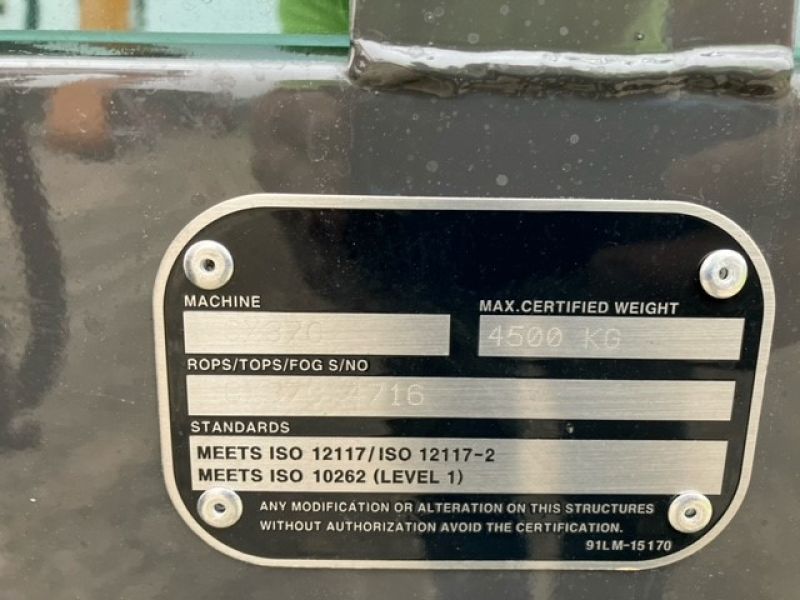 MACHINE
MAX.CERTIFIED WEIGHT
4500 KG
ROPS/TOPS/FOG S/NO
STANDARDS
MEETS ISO 12117/ISO 12117-2
MEETS ISO 10262 (LEVEL 1)
ANY MODIFICATION OR ALTERATION ON THIS STRUCTURES
WITHOUT AUTHORIZATION AVOID THE CERTIFICATION.
91LM-15170